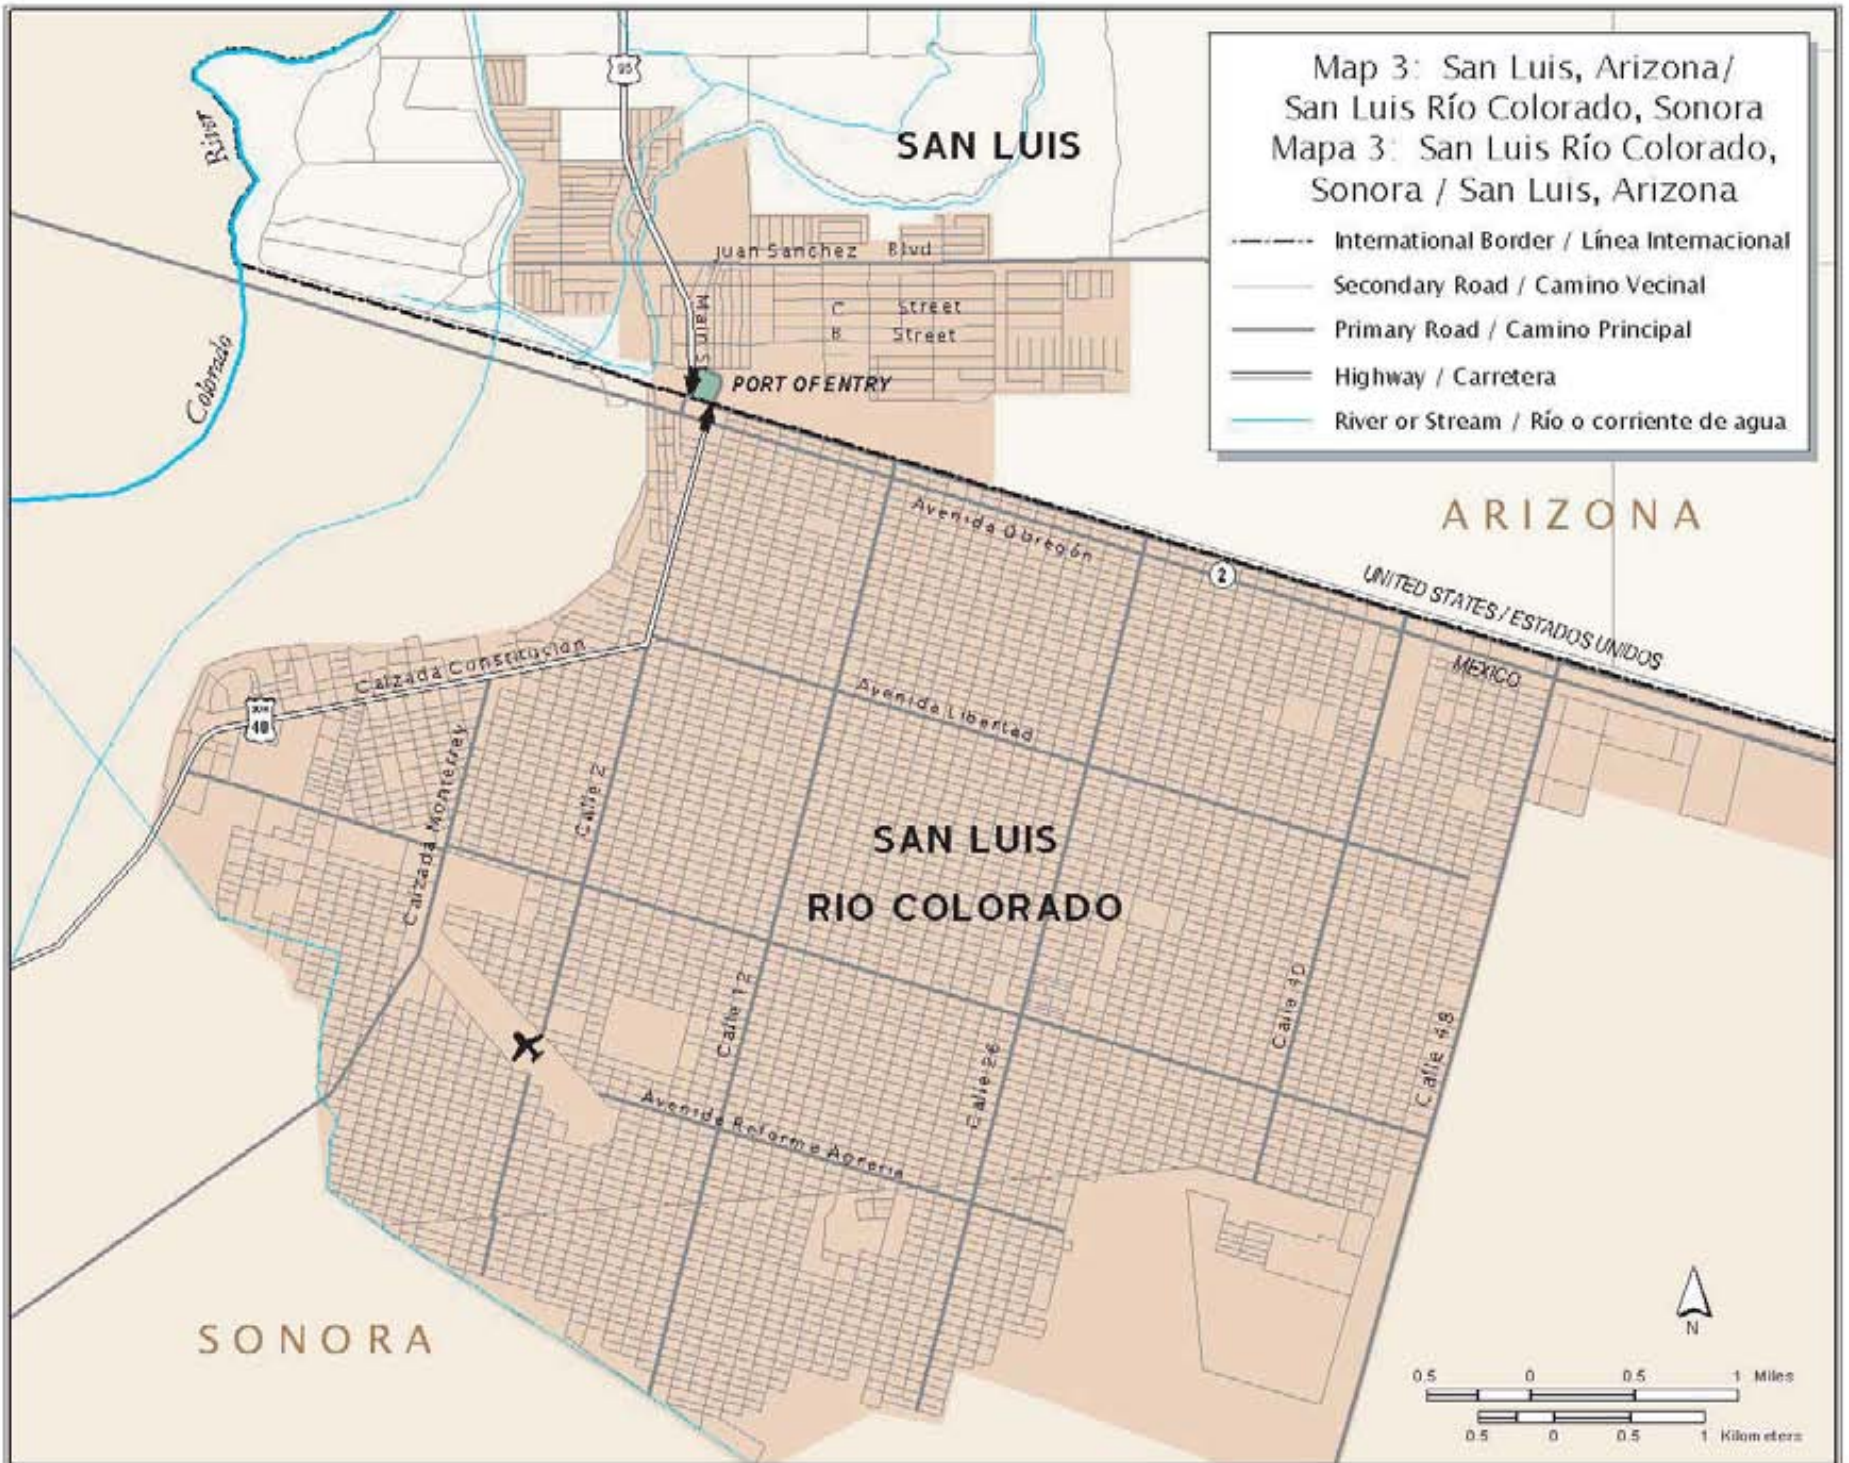 Map 3: San Luis, Arizona/
San Luis Río Colorado, Sonora
Mapa 3: San Luis Río Colorado,
Sonora / San Luis, Arizona
International Border / Línea Internacional
Secondary Road / Camino Vecinal
Primary Road / Camino Principal
Highway / Carretera
River or Stream / Río o corriente de agua
95
River
SAN LUIS
Juan Sanchez Blvd
C Street
B Street
Main St
PORT OF ENTRY
Colorado
ARIZONA
Avenida Obregón
2
UNITED STATES / ESTADOS UNIDOS
MEXICO
Calzada Constitución
Avenida Libertad
40
Calzada Monterrey
Calle 2
SAN LUIS
RIO COLORADO
Calle 12
Calle 26
Calle 40
Calle 48
Avenida Reforma Agraria
SONORA
N
0.5 0 0.5 1 Miles
0.5 0 0.5 1 Kilometers